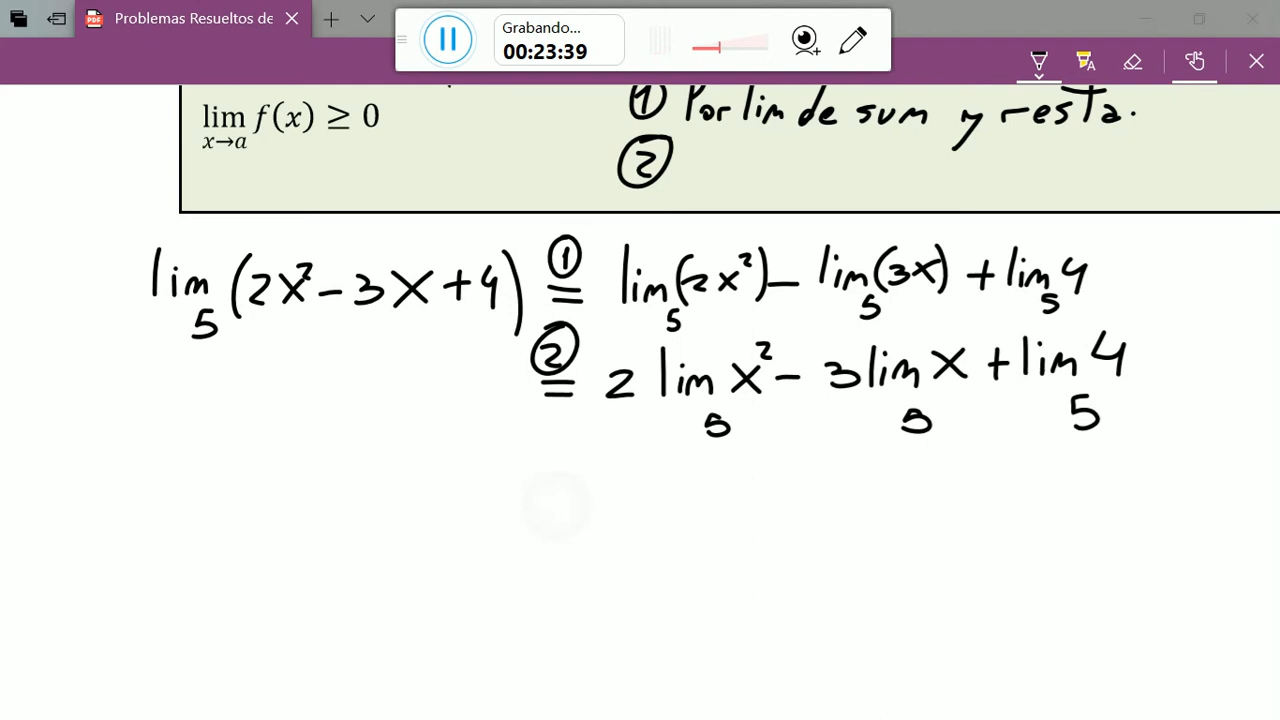 Problemas Resueltos de
Grabando...
00:23:39
lim f(x) ≥ 0
x→a
① Por lim de sum y resta.
②
lim (2x² - 3x + 4) ①= lim(2x²) - lim(3x) + lim 4
5 5 5 5
②= 2 lim x² - 3 lim x + lim 4
5 5 5